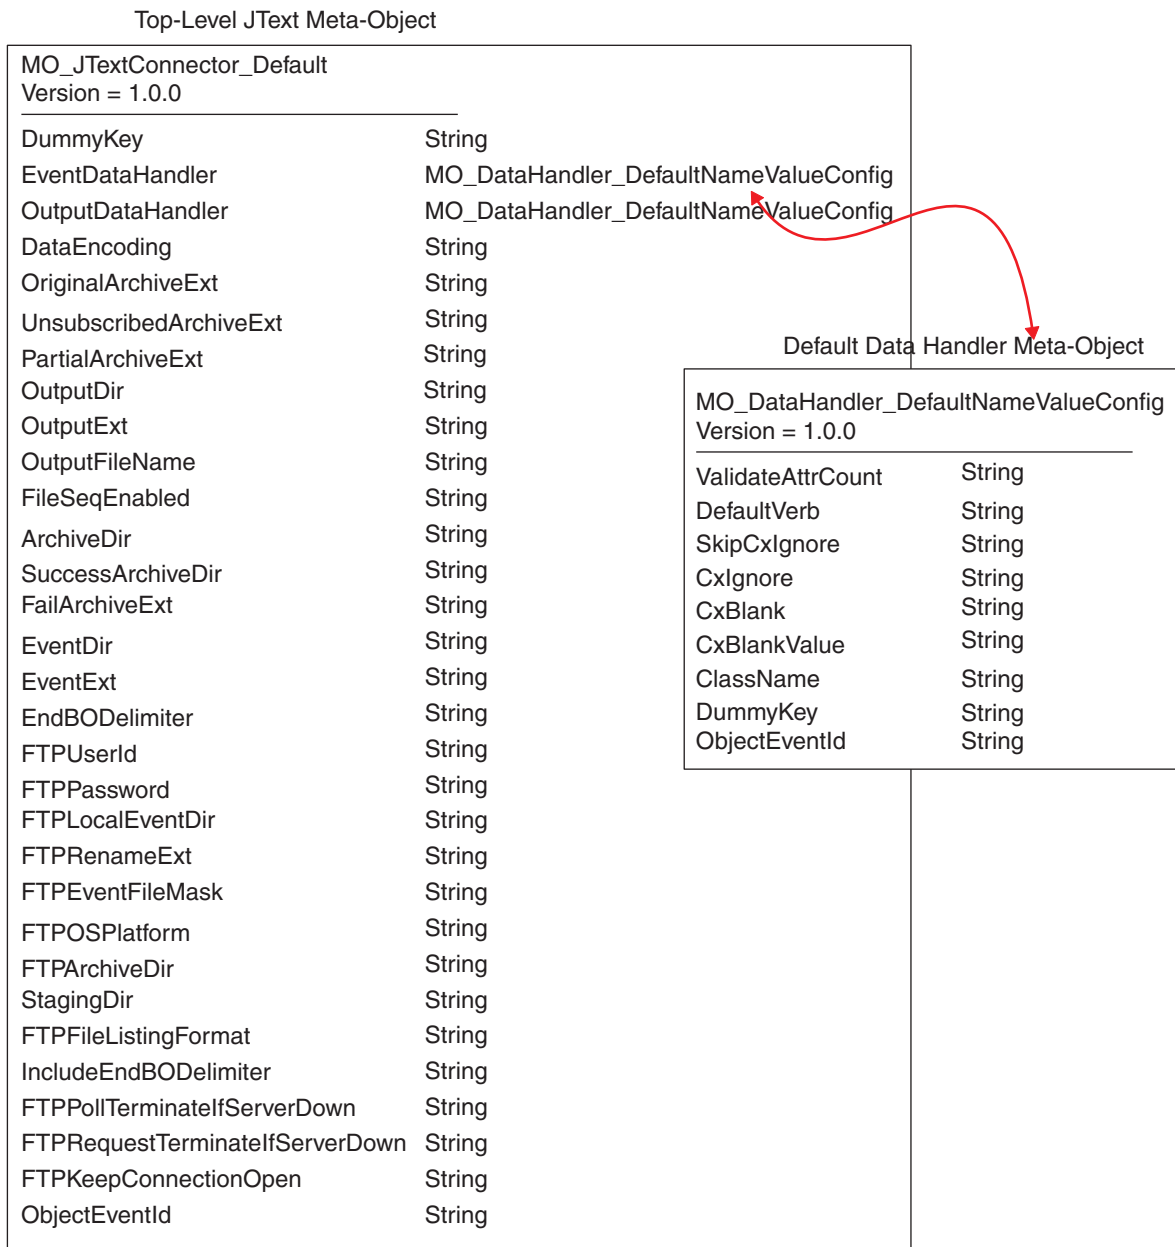 Top-Level JText Meta-Object
MO_JTextConnector_Default
Version = 1.0.0
DummyKey String
EventDataHandler MO_DataHandler_DefaultNameValueConfig
OutputDataHandler MO_DataHandler_DefaultNameValueConfig
DataEncoding String
OriginalArchiveExt String
UnsubscribedArchiveExt String
PartialArchiveExt String
OutputDir String
OutputExt String
OutputFileName String
FileSeqEnabled String
ArchiveDir String
SuccessArchiveDir String
FailArchiveExt String
EventDir String
EventExt String
EndBODelimiter String
FTPUserId String
FTPPassword String
FTPLocalEventDir String
FTPRenameExt String
FTPEventFileMask String
FTPOSPlatform String
FTPArchiveDir String
StagingDir String
FTPFileListingFormat String
IncludeEndBODelimiter String
FTPPollTerminateIfServerDown String
FTPRequestTerminateIfServerDown String
FTPKeepConnectionOpen String
ObjectEventId String
Default Data Handler Meta-Object
MO_DataHandler_DefaultNameValueConfig
Version = 1.0.0
ValidateAttrCount String
DefaultVerb String
SkipCxIgnore String
CxIgnore String
CxBlank String
CxBlankValue String
ClassName String
DummyKey String
ObjectEventId String